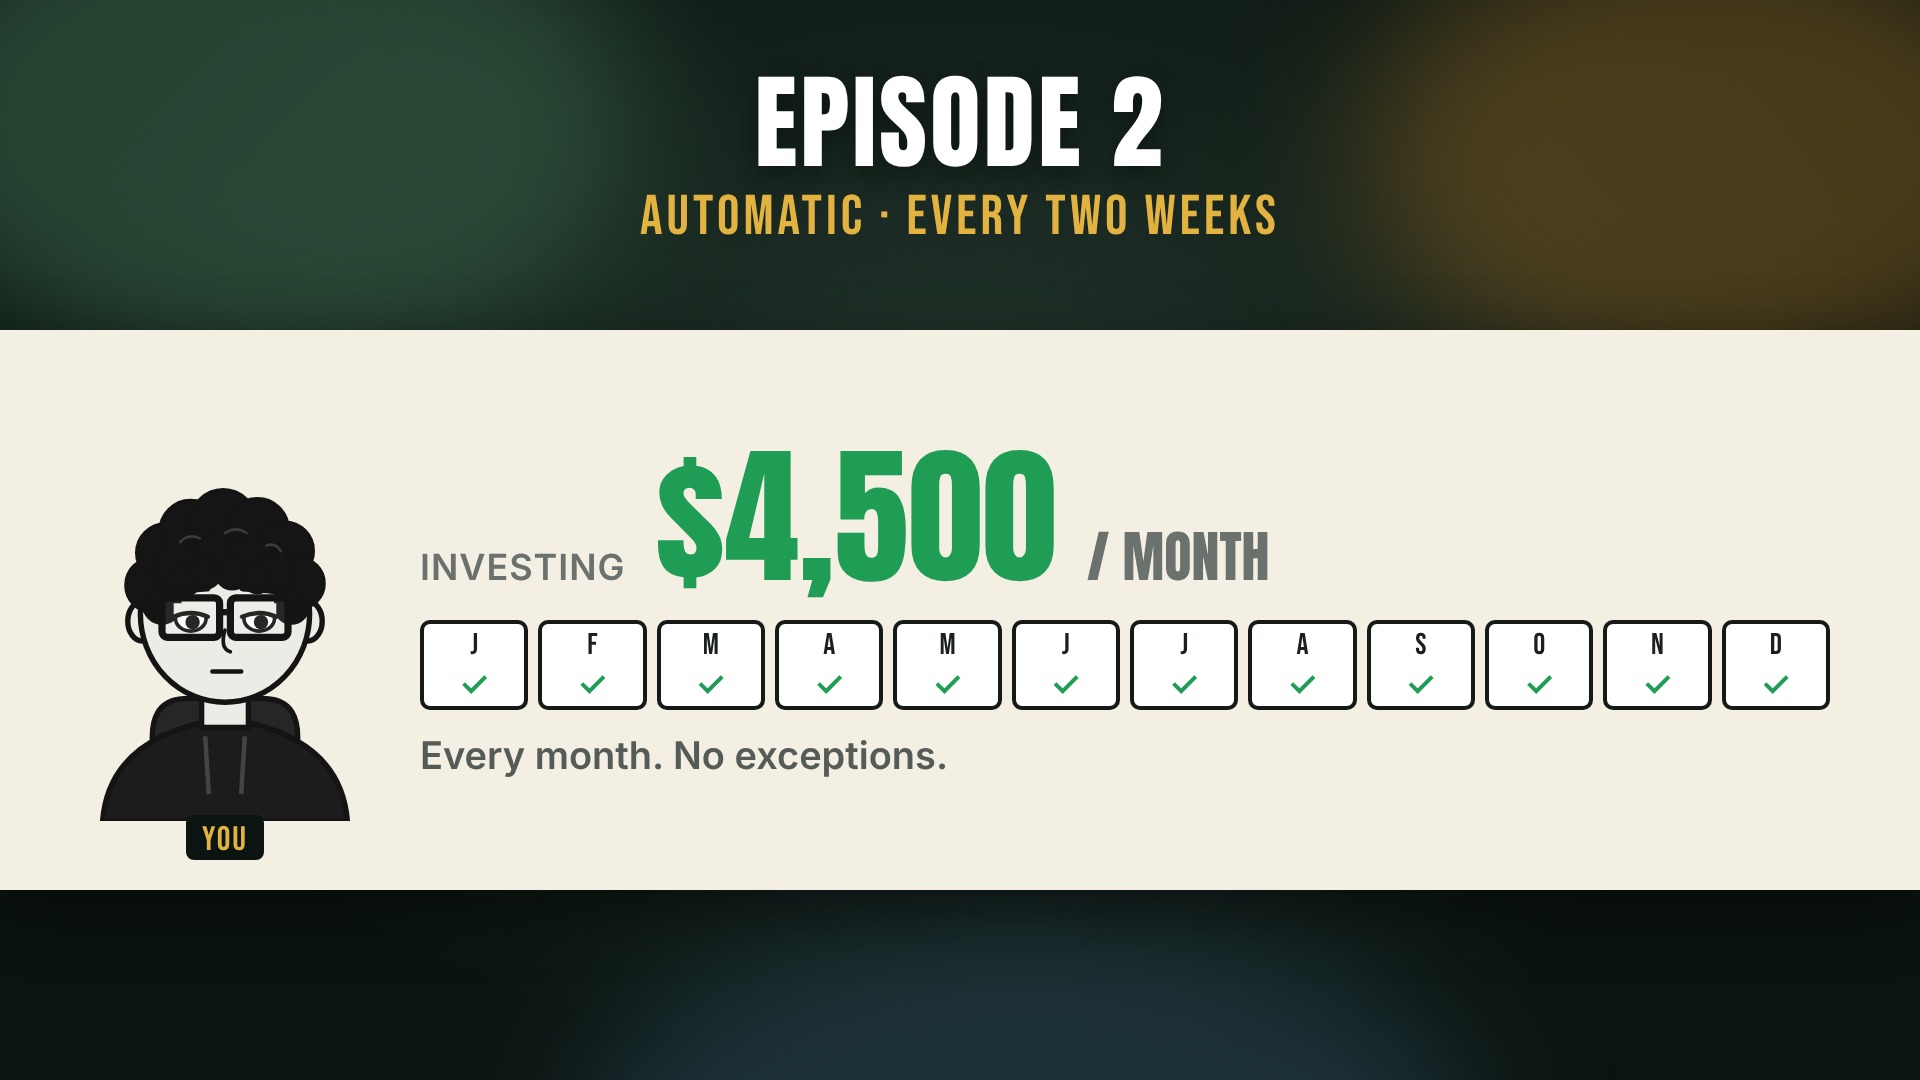 EPISODE 2
AUTOMATIC · EVERY TWO WEEKS
INVESTING $4,500 / MONTH
J F M A M J J A S O N D
Every month. No exceptions.
YOU